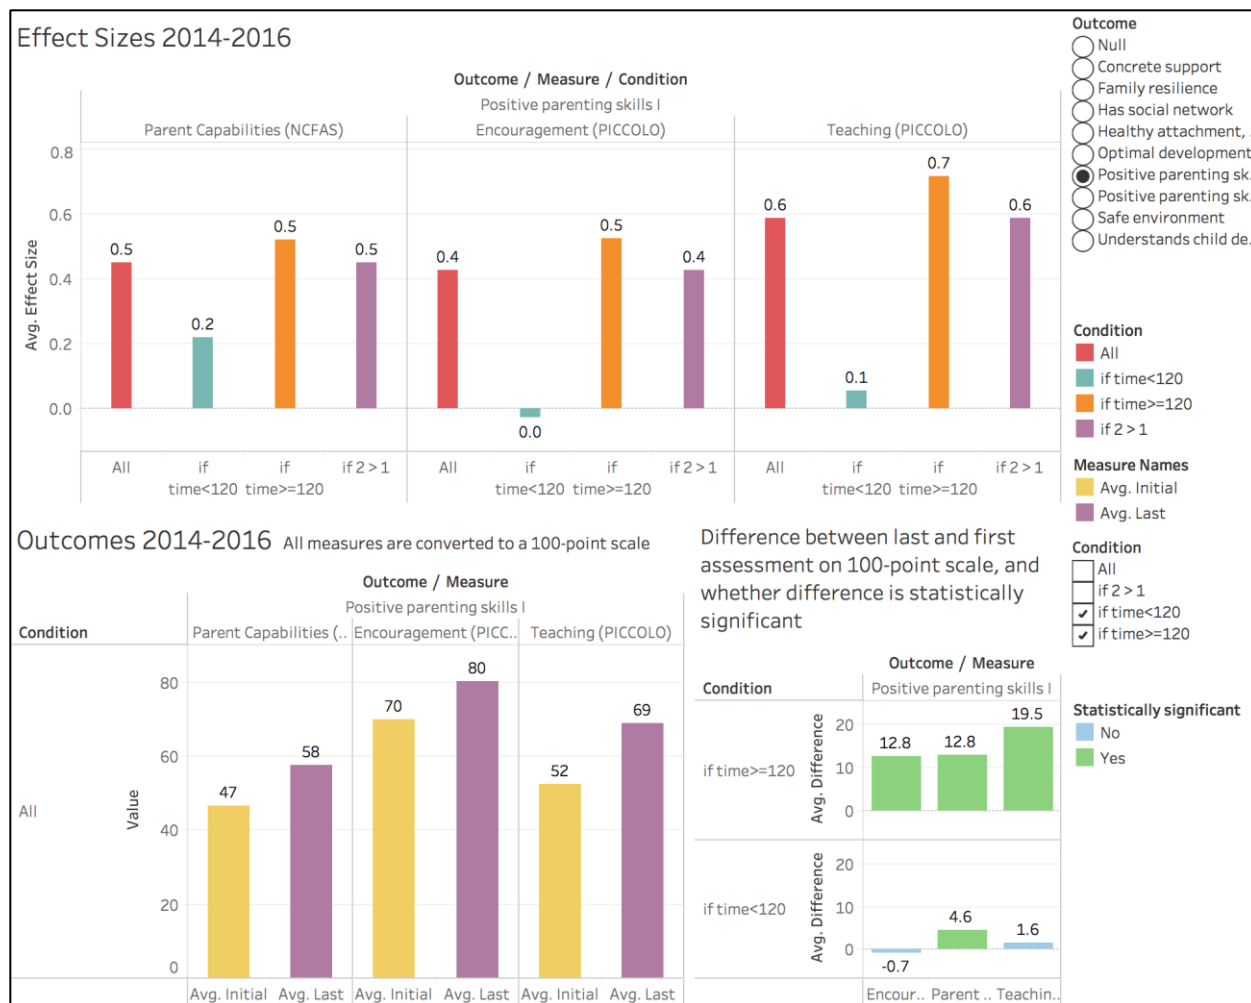 Effect Sizes 2014-2016
Outcome / Measure / Condition
Positive parenting skills I
Parent Capabilities (NCFAS) Encouragement (PICCOLO) Teaching (PICCOLO)
Avg. Effect Size
0.8
0.6
0.4
0.2
0.0
0.5 0.2 0.5 0.5
0.4 0.0 0.5 0.4
0.6 0.1 0.7 0.6
All if time<120 if time>=120 if 2 > 1
All if time<120 if time>=120 if 2 > 1
All if time<120 if time>=120 if 2 > 1
Outcome
Null
Concrete support
Family resilience
Has social network
Healthy attachment, .
Optimal development
Positive parenting sk.
Positive parenting sk.
Safe environment
Understands child de.
Condition
All
if time<120
if time>=120
if 2 > 1
Measure Names
Avg. Initial
Avg. Last
Condition
All
if 2 > 1
if time<120
if time>=120
Statistically significant
No
Yes
Outcomes 2014-2016 All measures are converted to a 100-point scale
Outcome / Measure
Positive parenting skills I
Condition
Parent Capabilities (.. Encouragement (PICC.. Teaching (PICCOLO)
All
Value
80
60
40
20
0
47 58 70 80 52 69
Avg. Initial Avg. Last Avg. Initial Avg. Last Avg. Initial Avg. Last
Difference between last and first
assessment on 100-point scale, and
whether difference is statistically
significant
Outcome / Measure
Condition
Positive parenting skills I
if time>=120
Avg. Difference
20
10
0
12.8 12.8 19.5
if time<120
Avg. Difference
20
10
0
-0.7 4.6 1.6
Encour.. Parent .. Teachin..